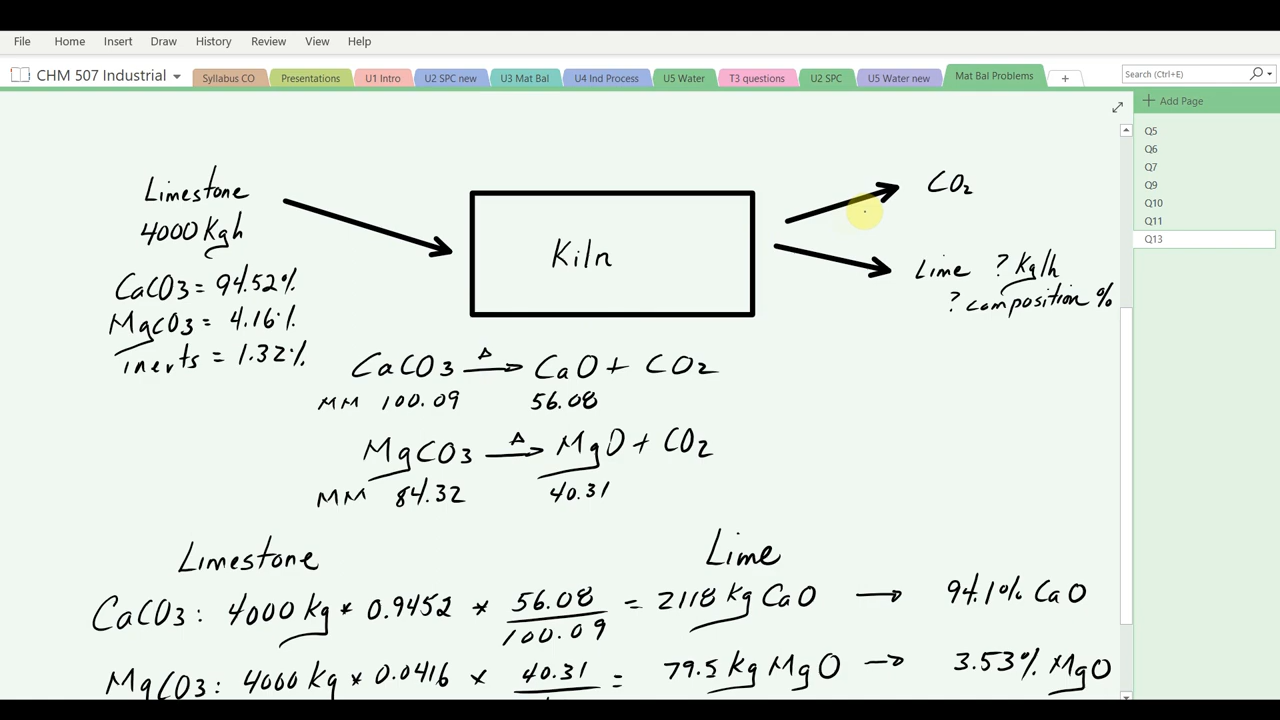 File Home Insert Draw History Review View Help
CHM 507 Industrial
Syllabus CO Presentations U1 Intro U2 SPC new U3 Mat Bal U4 Ind Process U5 Water T3 questions U2 SPC U5 Water new Mat Bal Problems +
Search (Ctrl+E)
+ Add Page
Q5
Q6
Q7
Q9
Q10
Q11
Q13
Limestone
4000 Kgh
CaCO3 = 94.52%
MgCO3 = 4.16%
inerts = 1.32%
Kiln
CO2
Lime ? Kg/h
? composition %
CaCO3 Δ→ CaO + CO2
MM 100.09 56.08
MgCO3 Δ→ MgO + CO2
MM 84.32 40.31
Limestone Lime
CaCO3: 4000 kg * 0.9452 * 56.08/100.09 = 2118 kg CaO → 94.1% CaO
MgCO3: 4000 kg * 0.0416 * 40.31 = 79.5 kg MgO → 3.53% MgO